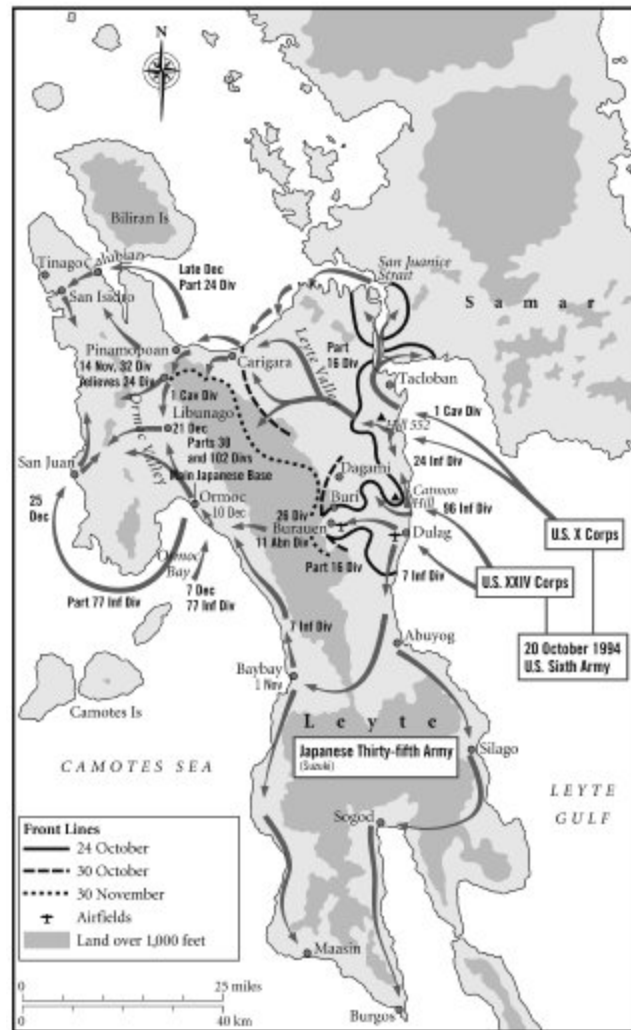 N
Biliran Is
Tinago
Calubian
San Isidro
Late Dec
Part 24 Div
San Juanice
Strait
Samar
Pinamopoan
14 Nov, 32 Div
Relieves 24 Div
Carigara
Leyte Valley
Part
16 Div
Tacloban
1 Cav Div
Libunago
21 Dec
Ormoc Valley
Parts 30
and 102 Divs
Main Japanese Base
Hill 552
1 Cav Div
24 Inf Div
San Juan
Dagami
Buri
Catmon
Hill
96 Inf Div
25
Dec
Ormoc
10 Dec
26 Div
Burauen
11 Abn Div
Dulag
U.S. X Corps
Ormoc
Bay
Part 16 Div
7 Inf Div
U.S. XXIV Corps
Part 77 Inf Div
7 Dec
77 Inf Div
7 Inf Div
Abuyog
20 October 1994
U.S. Sixth Army
Baybay
1 Nov
Camotes Is
Leyte
Japanese Thirty-fifth Army
(Suzuki)
Silago
CAMOTES SEA
LEYTE
GULF
Sogod
Front Lines
24 October
30 October
30 November
Airfields
Land over 1,000 feet
Maasin
0 25 miles
0 40 km
Burgos